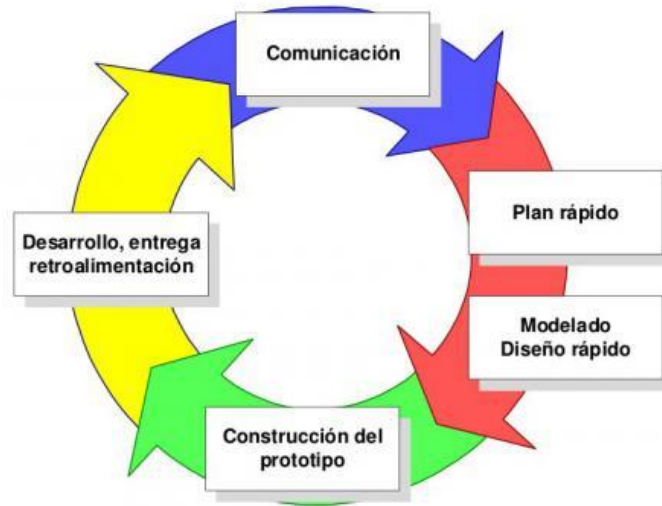 Comunicación
Plan rápido
Modelado
Diseño rápido
Construcción del
prototipo
Desarrollo, entrega
retroalimentación